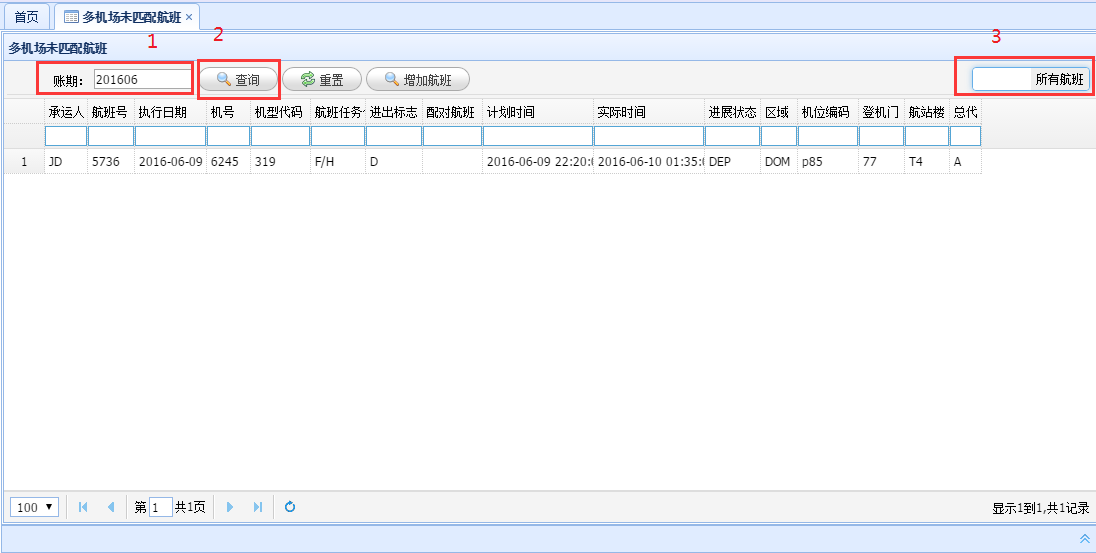 首页 多机场未匹配航班 ×
多机场未匹配航班 1 2 3
账期： 201606 查询 重置 增加航班 所有航班
承运人 航班号 执行日期 机号 机型代码 航班任务 进出标志 配对航班 计划时间 实际时间 进展状态 区域 机位编码 登机门 航站楼 总代
1 JD 5736 2016-06-09 6245 319 F/H D 2016-06-09 22:20:0 2016-06-10 01:35:0 DEP DOM p85 77 T4 A
100 第 1 共1页 显示1到1,共1记录